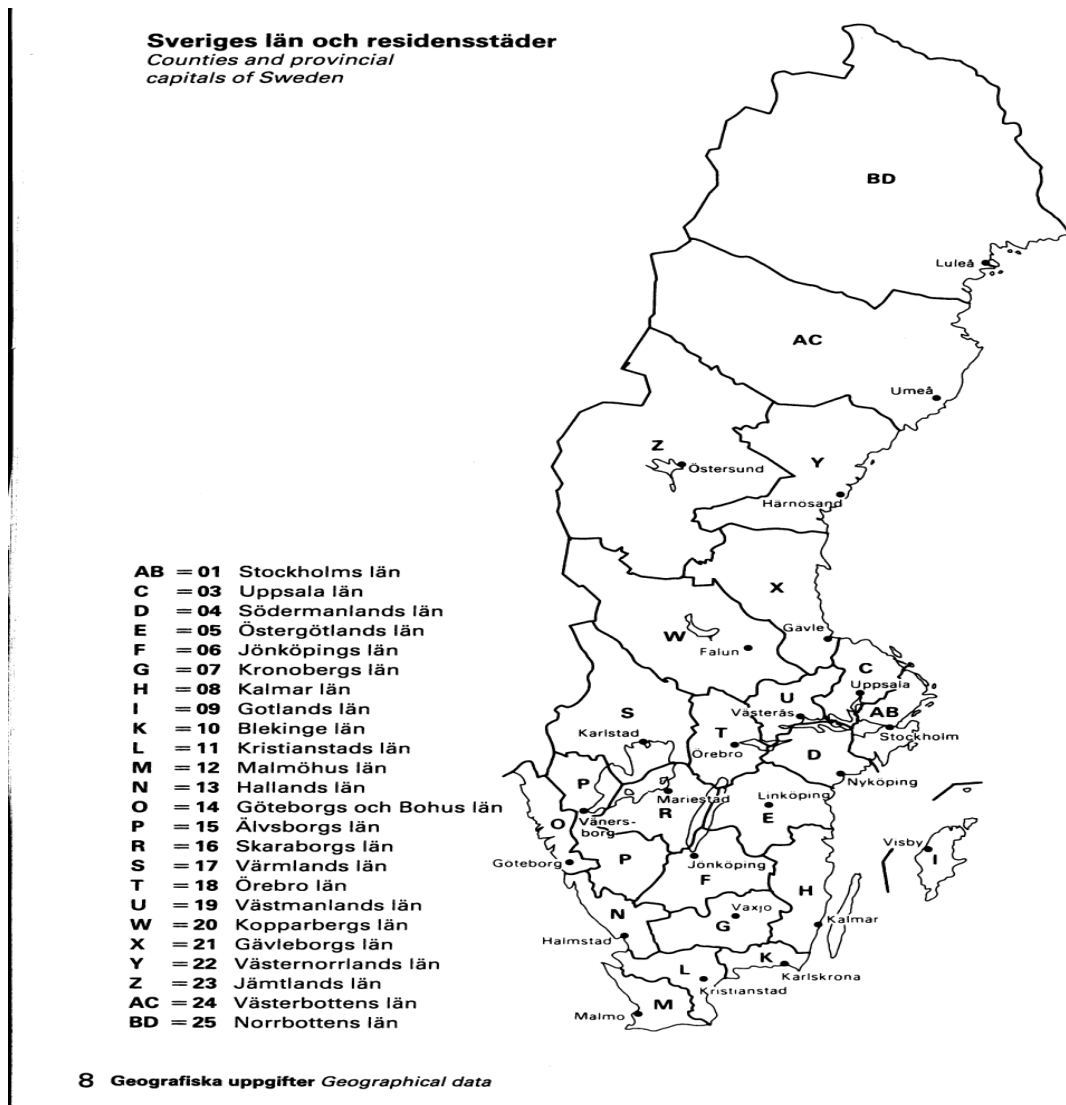 Sveriges län och residensstäder
Counties and provincial
capitals of Sweden
BD
Luleå
AC
Umeå
Z
Östersund
Y
Härnösand
X
Gävle
W
Falun
C
Uppsala
U
Västerås
AB
Stockholm
S
Karlstad
T
Örebro
D
Nyköping
P
Mariestad
Linköping
E
R
Väners-
borg
O
Göteborg
P
Jönköping
F
Visby
I
H
N
Växjo
G
Kalmar
Halmstad
K
Karlskrona
L
Kristianstad
M
Malmo
AB = 01 Stockholms län
C = 03 Uppsala län
D = 04 Södermanlands län
E = 05 Östergötlands län
F = 06 Jönköpings län
G = 07 Kronobergs län
H = 08 Kalmar län
I = 09 Gotlands län
K = 10 Blekinge län
L = 11 Kristianstads län
M = 12 Malmöhus län
N = 13 Hallands län
O = 14 Göteborgs och Bohus län
P = 15 Älvsborgs län
R = 16 Skaraborgs län
S = 17 Värmlands län
T = 18 Örebro län
U = 19 Västmanlands län
W = 20 Kopparbergs län
X = 21 Gävleborgs län
Y = 22 Västernorrlands län
Z = 23 Jämtlands län
AC = 24 Västerbottens län
BD = 25 Norrbottens län
8 Geografiska uppgifter Geographical data